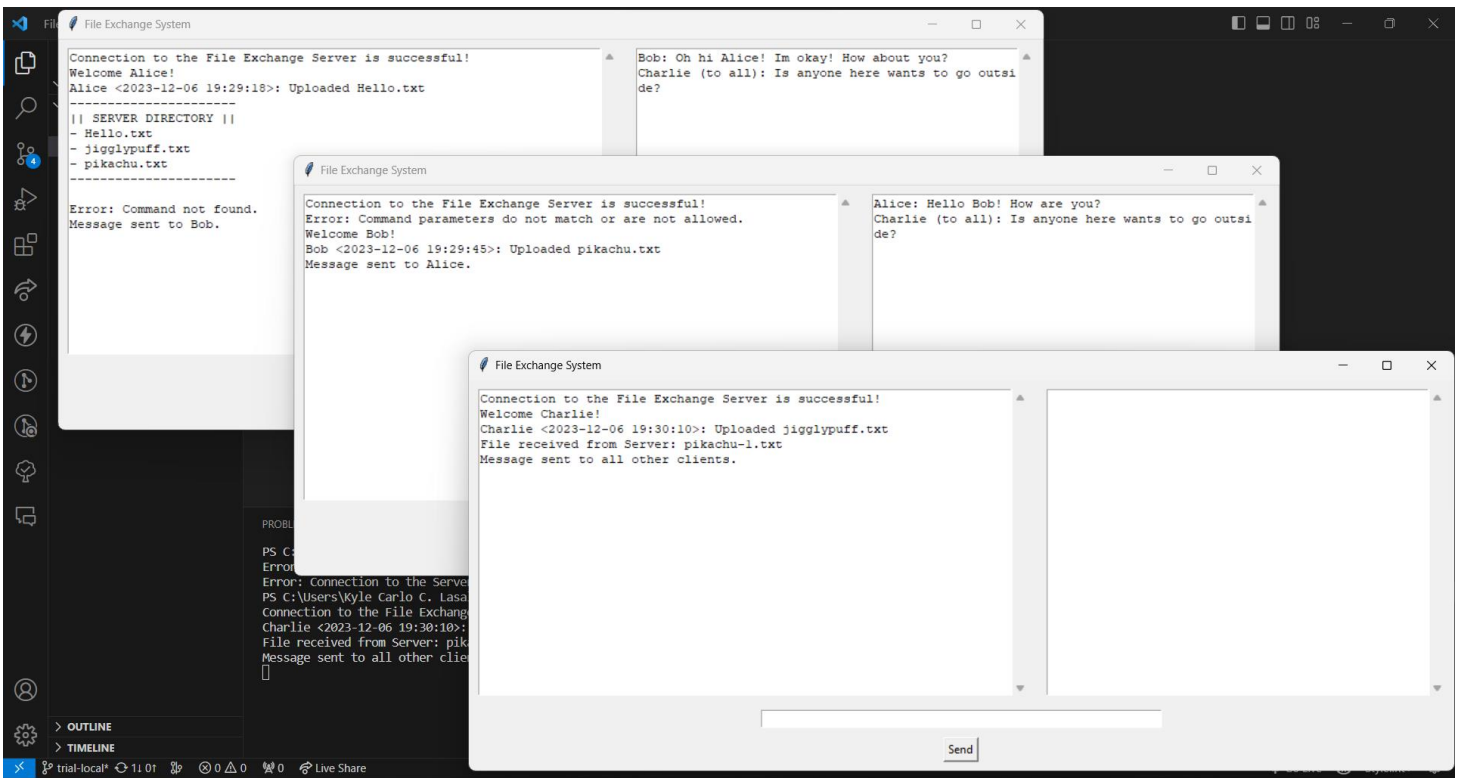 File Exchange System
Connection to the File Exchange Server is successful!
Welcome Alice!
Alice <2023-12-06 19:29:18>: Uploaded Hello.txt
-----------------------
|| SERVER DIRECTORY ||
- Hello.txt
- jigglypuff.txt
- pikachu.txt
-----------------------
Error: Command not found.
Message sent to Bob.
Bob: Oh hi Alice! Im okay! How about you?
Charlie (to all): Is anyone here wants to go outsi
de?
File Exchange System
Connection to the File Exchange Server is successful!
Error: Command parameters do not match or are not allowed.
Welcome Bob!
Bob <2023-12-06 19:29:45>: Uploaded pikachu.txt
Message sent to Alice.
Alice: Hello Bob! How are you?
Charlie (to all): Is anyone here wants to go outsi
de?
File Exchange System
Connection to the File Exchange Server is successful!
Welcome Charlie!
Charlie <2023-12-06 19:30:10>: Uploaded jigglypuff.txt
File received from Server: pikachu-1.txt
Message sent to all other clients.
Send
4
PS C:
Error: Connection to the Serve
PS C:\Users\Kyle Carlo C. Lasa
Connection to the File Exchang
Charlie <2023-12-06 19:30:10>:
File received from Server: pik
Message sent to all other clie
OUTLINE
TIMELINE
trial-local* 1↓ 0↑ 0 0 0 Live Share